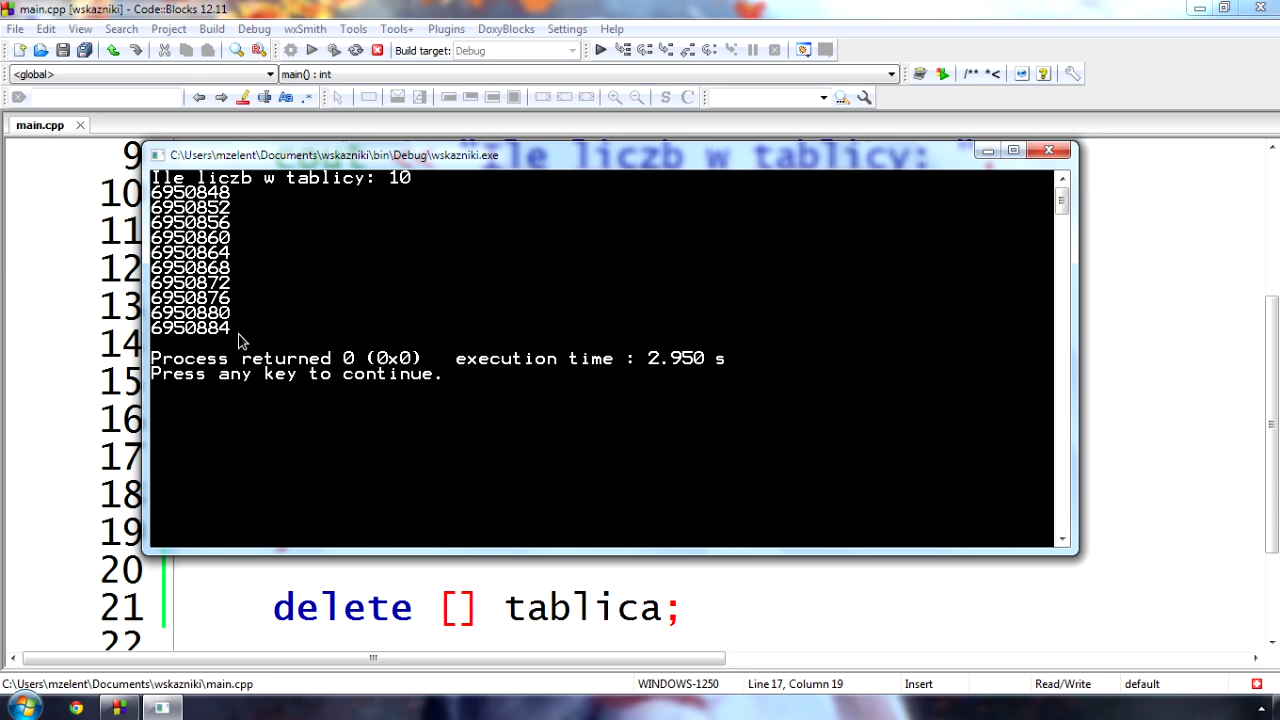 main.cpp [wskazniki] - Code::Blocks 12.11
File Edit View Search Project Build Debug wxSmith Tools Tools+ Plugins DoxyBlocks Settings Help
Build target: Debug
<global> main() : int /** *<
S C
main.cpp
9 cout "Ile liczb w tablicy: ".
C:\Users\mzelent\Documents\wskazniki\bin\Debug\wskazniki.exe
Ile liczb w tablicy: 10
6950848
6950852
6950856
6950860
6950864
6950868
6950872
6950876
6950880
6950884
Process returned 0 (0x0) execution time : 2.950 s
Press any key to continue.
10
11
12
13
14
15
16
17
18
19
20
21 delete [] tablica;
22
C:\Users\mzelent\Documents\wskazniki\main.cpp WINDOWS-1250 Line 17, Column 19 Insert Read/Write default